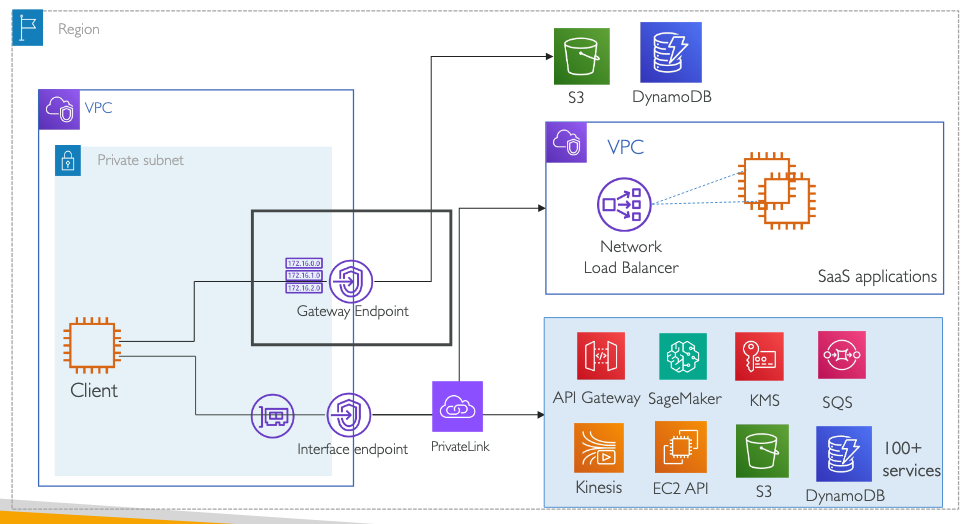 Region
S3
DynamoDB
VPC
Private subnet
VPC
Network
Load Balancer
SaaS applications
172.16.0.0
172.16.1.0
172.16.2.0
Gateway Endpoint
Client
Interface endpoint
PrivateLink
API Gateway
SageMaker
KMS
SQS
Kinesis
EC2 API
S3
DynamoDB
100+
services